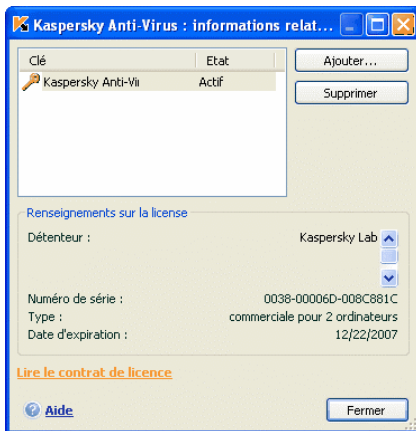 Kaspersky Anti-Virus : informations relat...
Clé Etat
Kaspersky Anti-Vi Actif
Ajouter...
Supprimer
Renseignements sur la license
Détenteur : Kaspersky Lab
Numéro de série : 0038-00006D-008C881C
Type : commerciale pour 2 ordinateurs
Date d'expiration : 12/22/2007
Lire le contrat de licence
Aide
Fermer